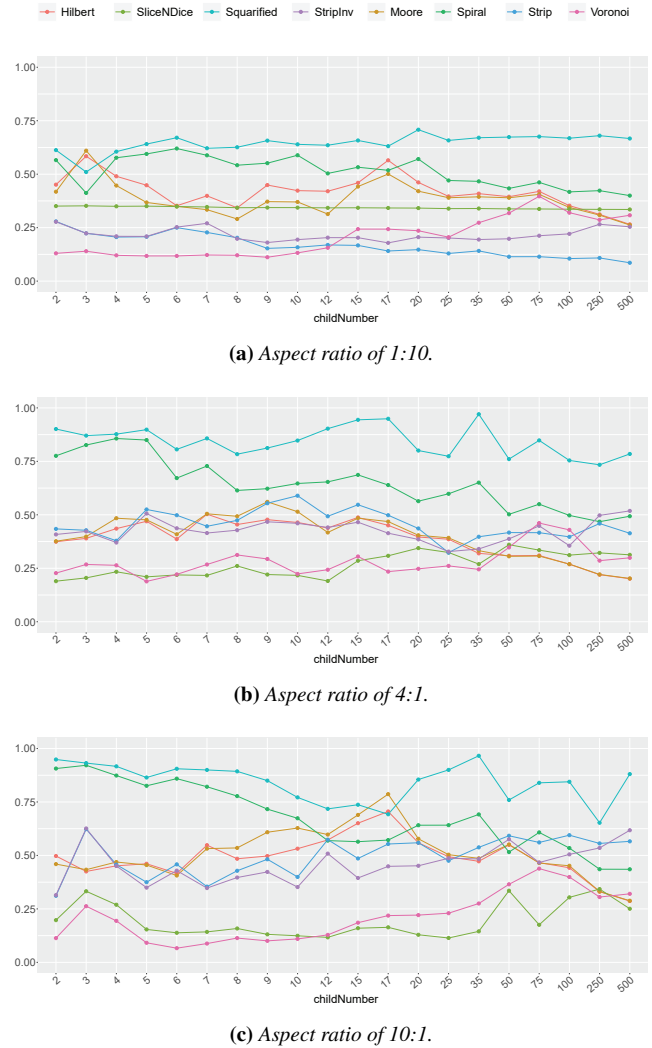 Hilbert SliceNDice Squarified StripInv Moore Spiral Strip Voronoi
1.00
0.75
0.50
0.25
0.00
2 3 4 5 6 7 8 9 10 12 15 17 20 25 35 50 75 100 250 500
childNumber
(a) Aspect ratio of 1:10.
1.00
0.75
0.50
0.25
0.00
2 3 4 5 6 7 8 9 10 12 15 17 20 25 35 50 75 100 250 500
childNumber
(b) Aspect ratio of 4:1.
1.00
0.75
0.50
0.25
0.00
2 3 4 5 6 7 8 9 10 12 15 17 20 25 35 50 75 100 250 500
childNumber
(c) Aspect ratio of 10:1.